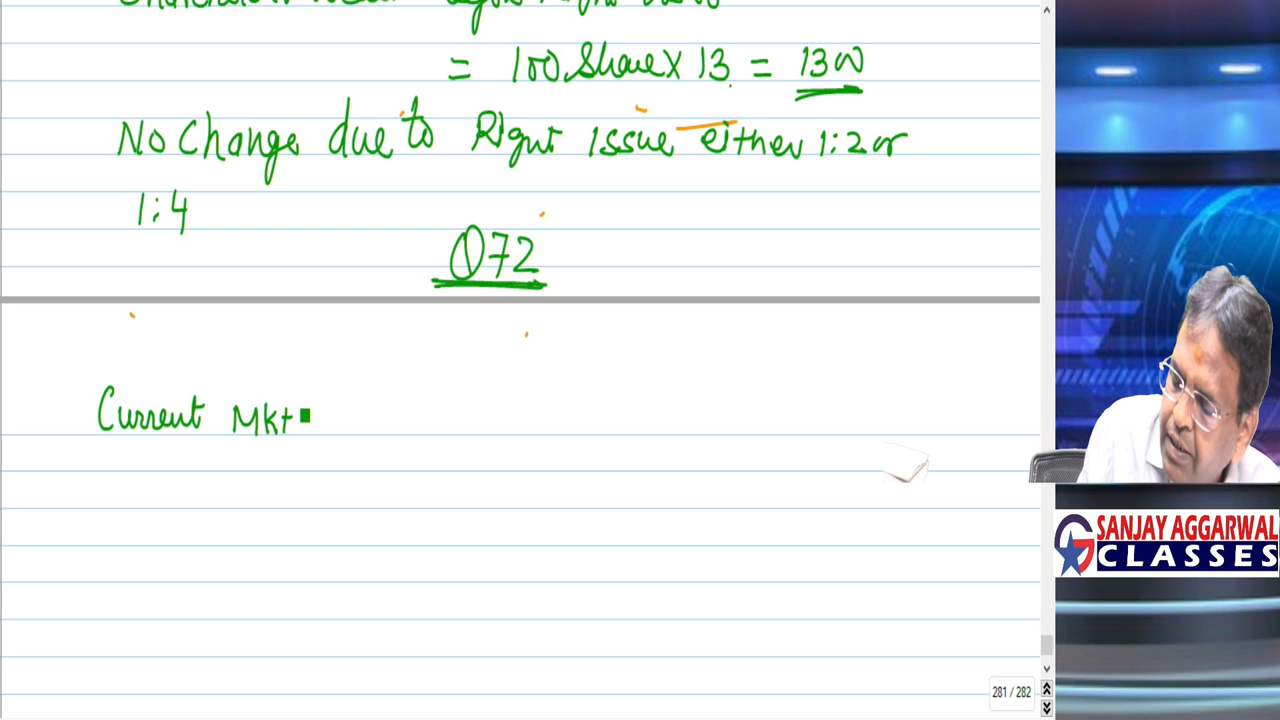 = 100 Share x 13 = 1300
No Change due to Right Issue either 1:2 or
1:4
Q72
Current Mkt
281 / 282
SANJAY AGGARWAL
CLASSES